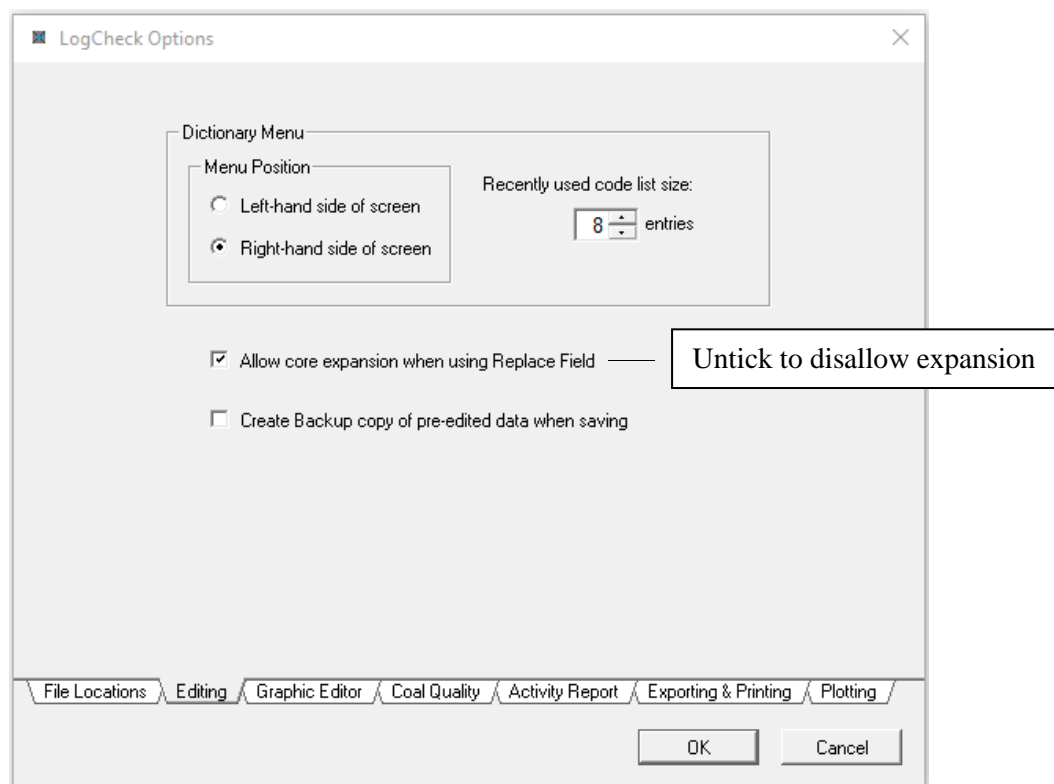 LogCheck Options
Dictionary Menu
Menu Position
Left-hand side of screen
Right-hand side of screen
Recently used code list size:
8 entries
Allow core expansion when using Replace Field
Untick to disallow expansion
Create Backup copy of pre-edited data when saving
File Locations Editing Graphic Editor Coal Quality Activity Report Exporting & Printing Plotting
OK Cancel